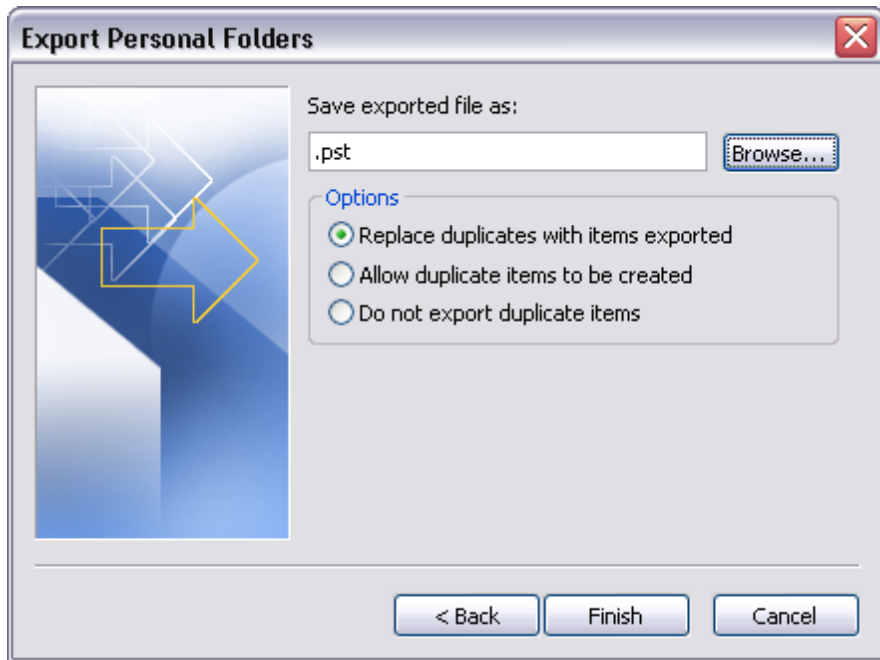 Export Personal Folders
Save exported file as:
.pst
Browse...
Options
Replace duplicates with items exported
Allow duplicate items to be created
Do not export duplicate items
< Back
Finish
Cancel